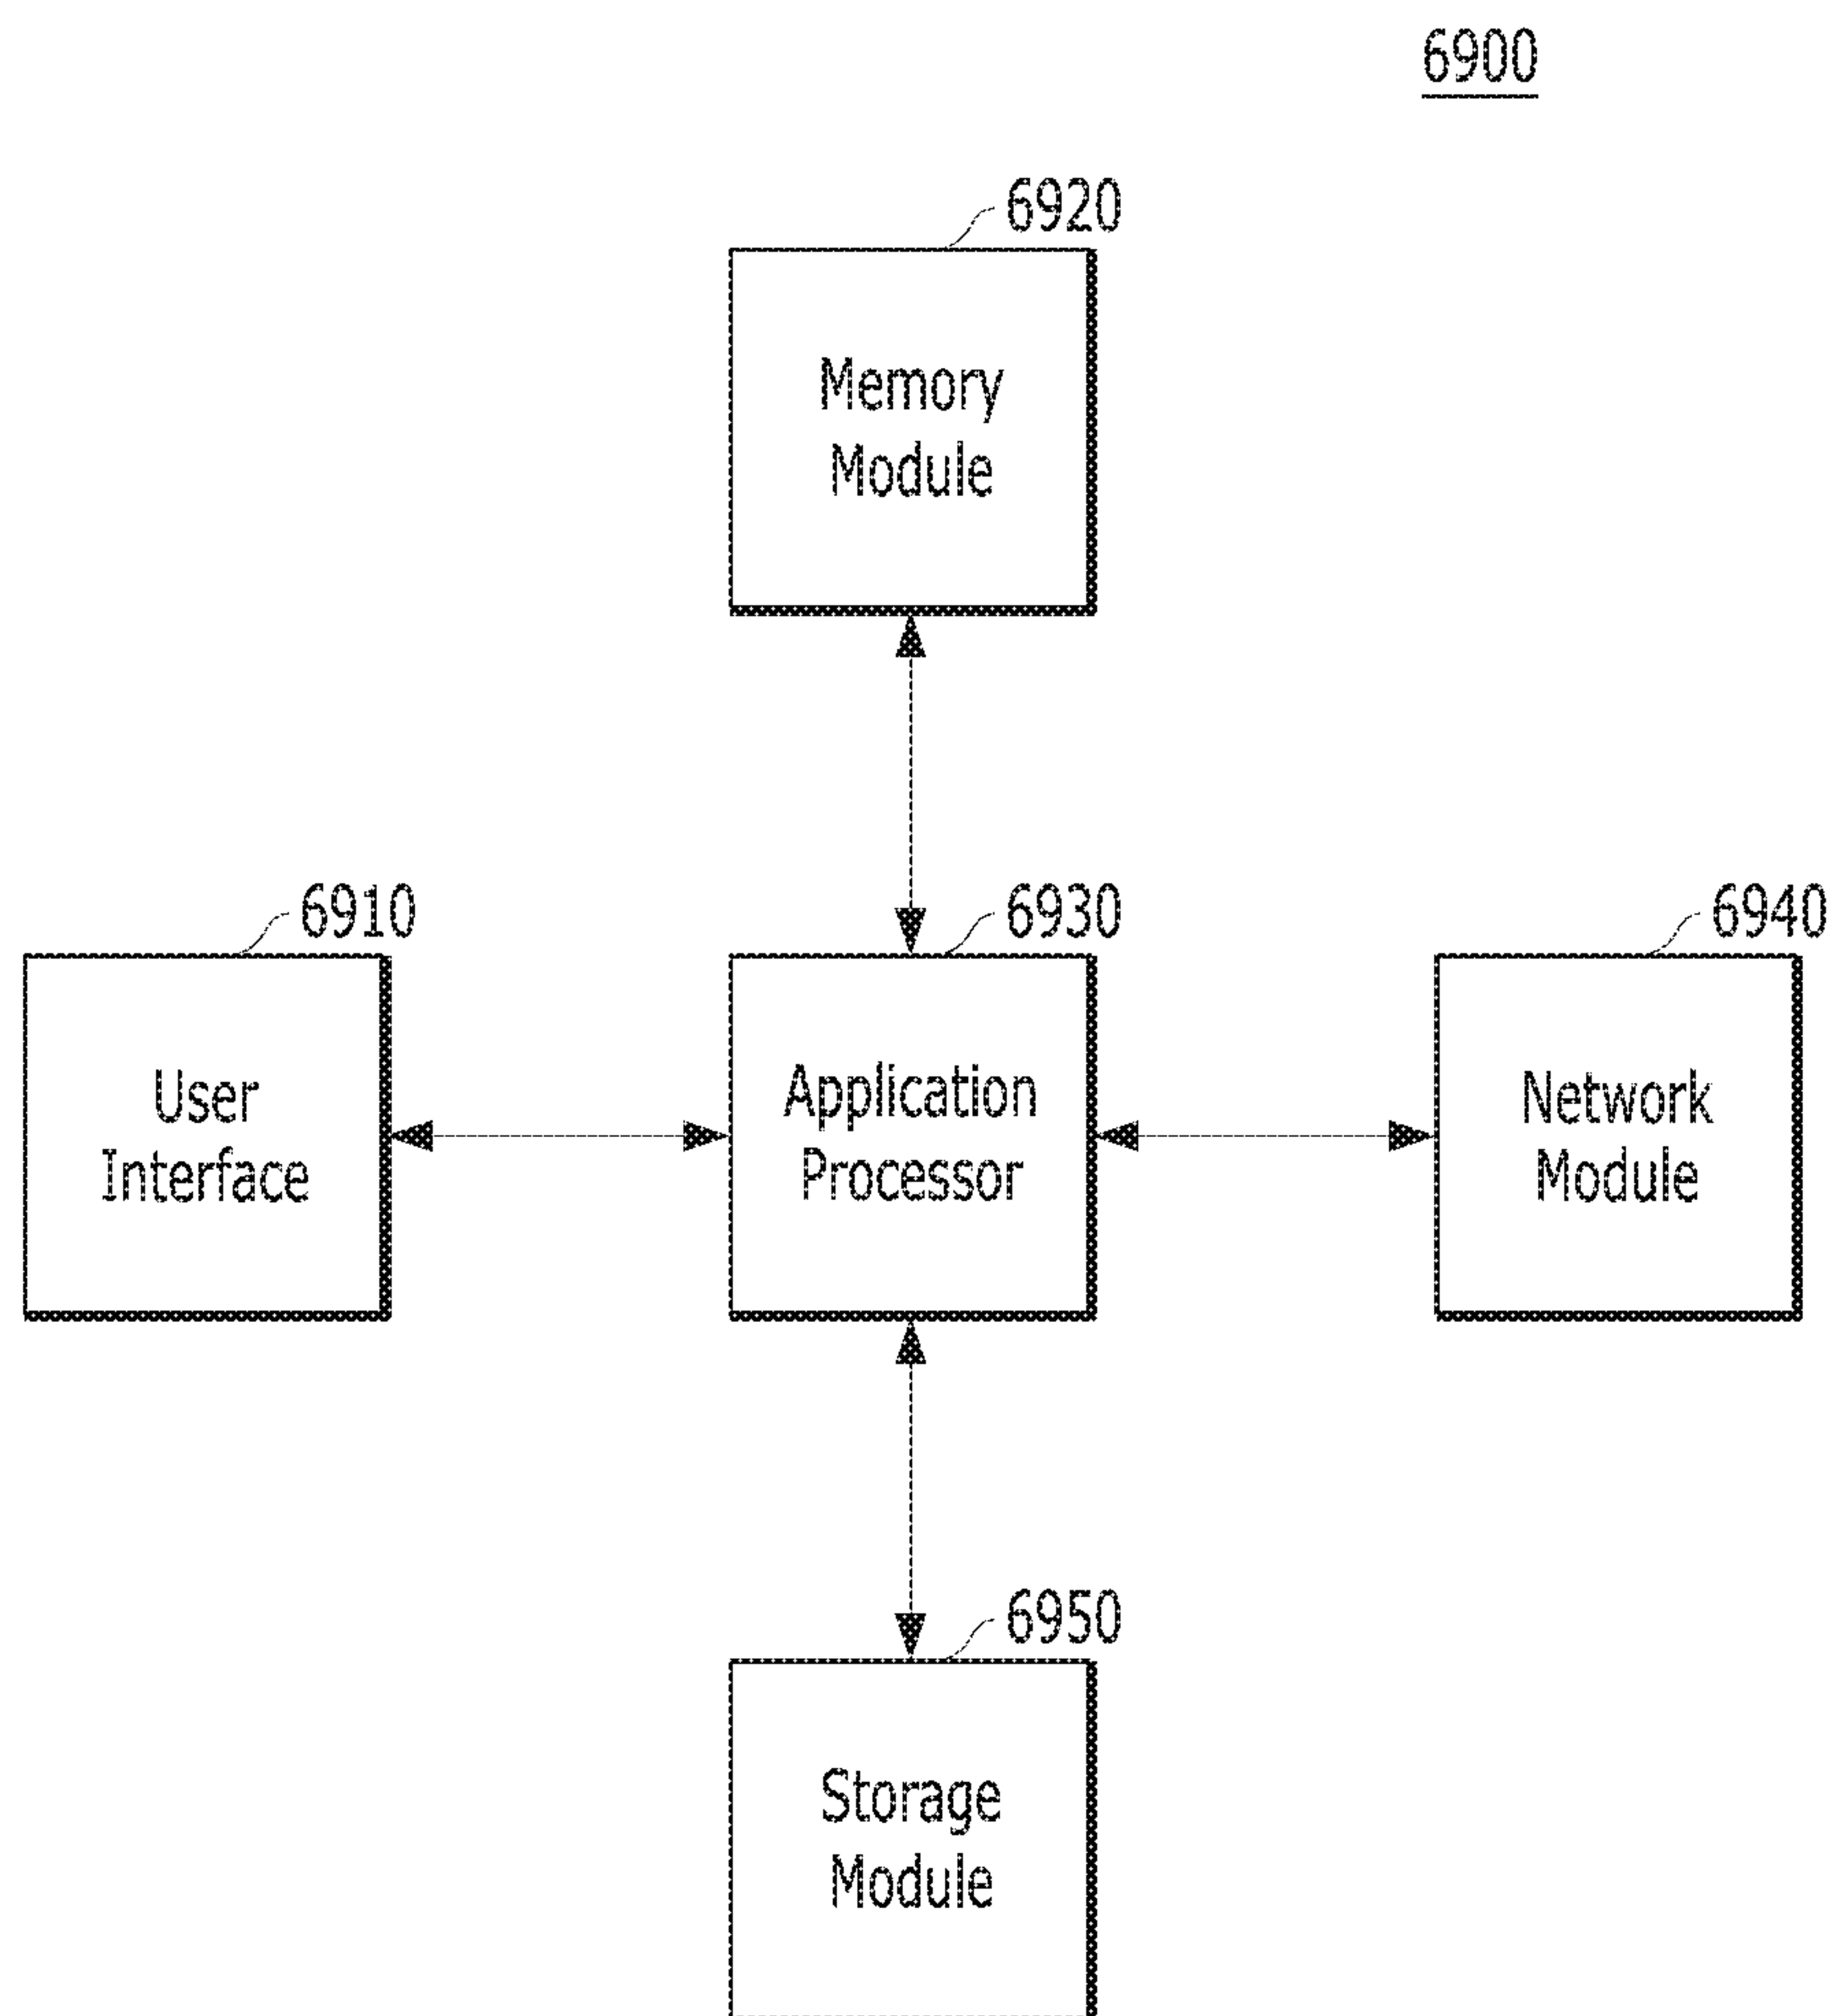 6900
6920
Memory
Module
6910
6930
6940
User
Interface
Application
Processor
Network
Module
6950
Storage
Module